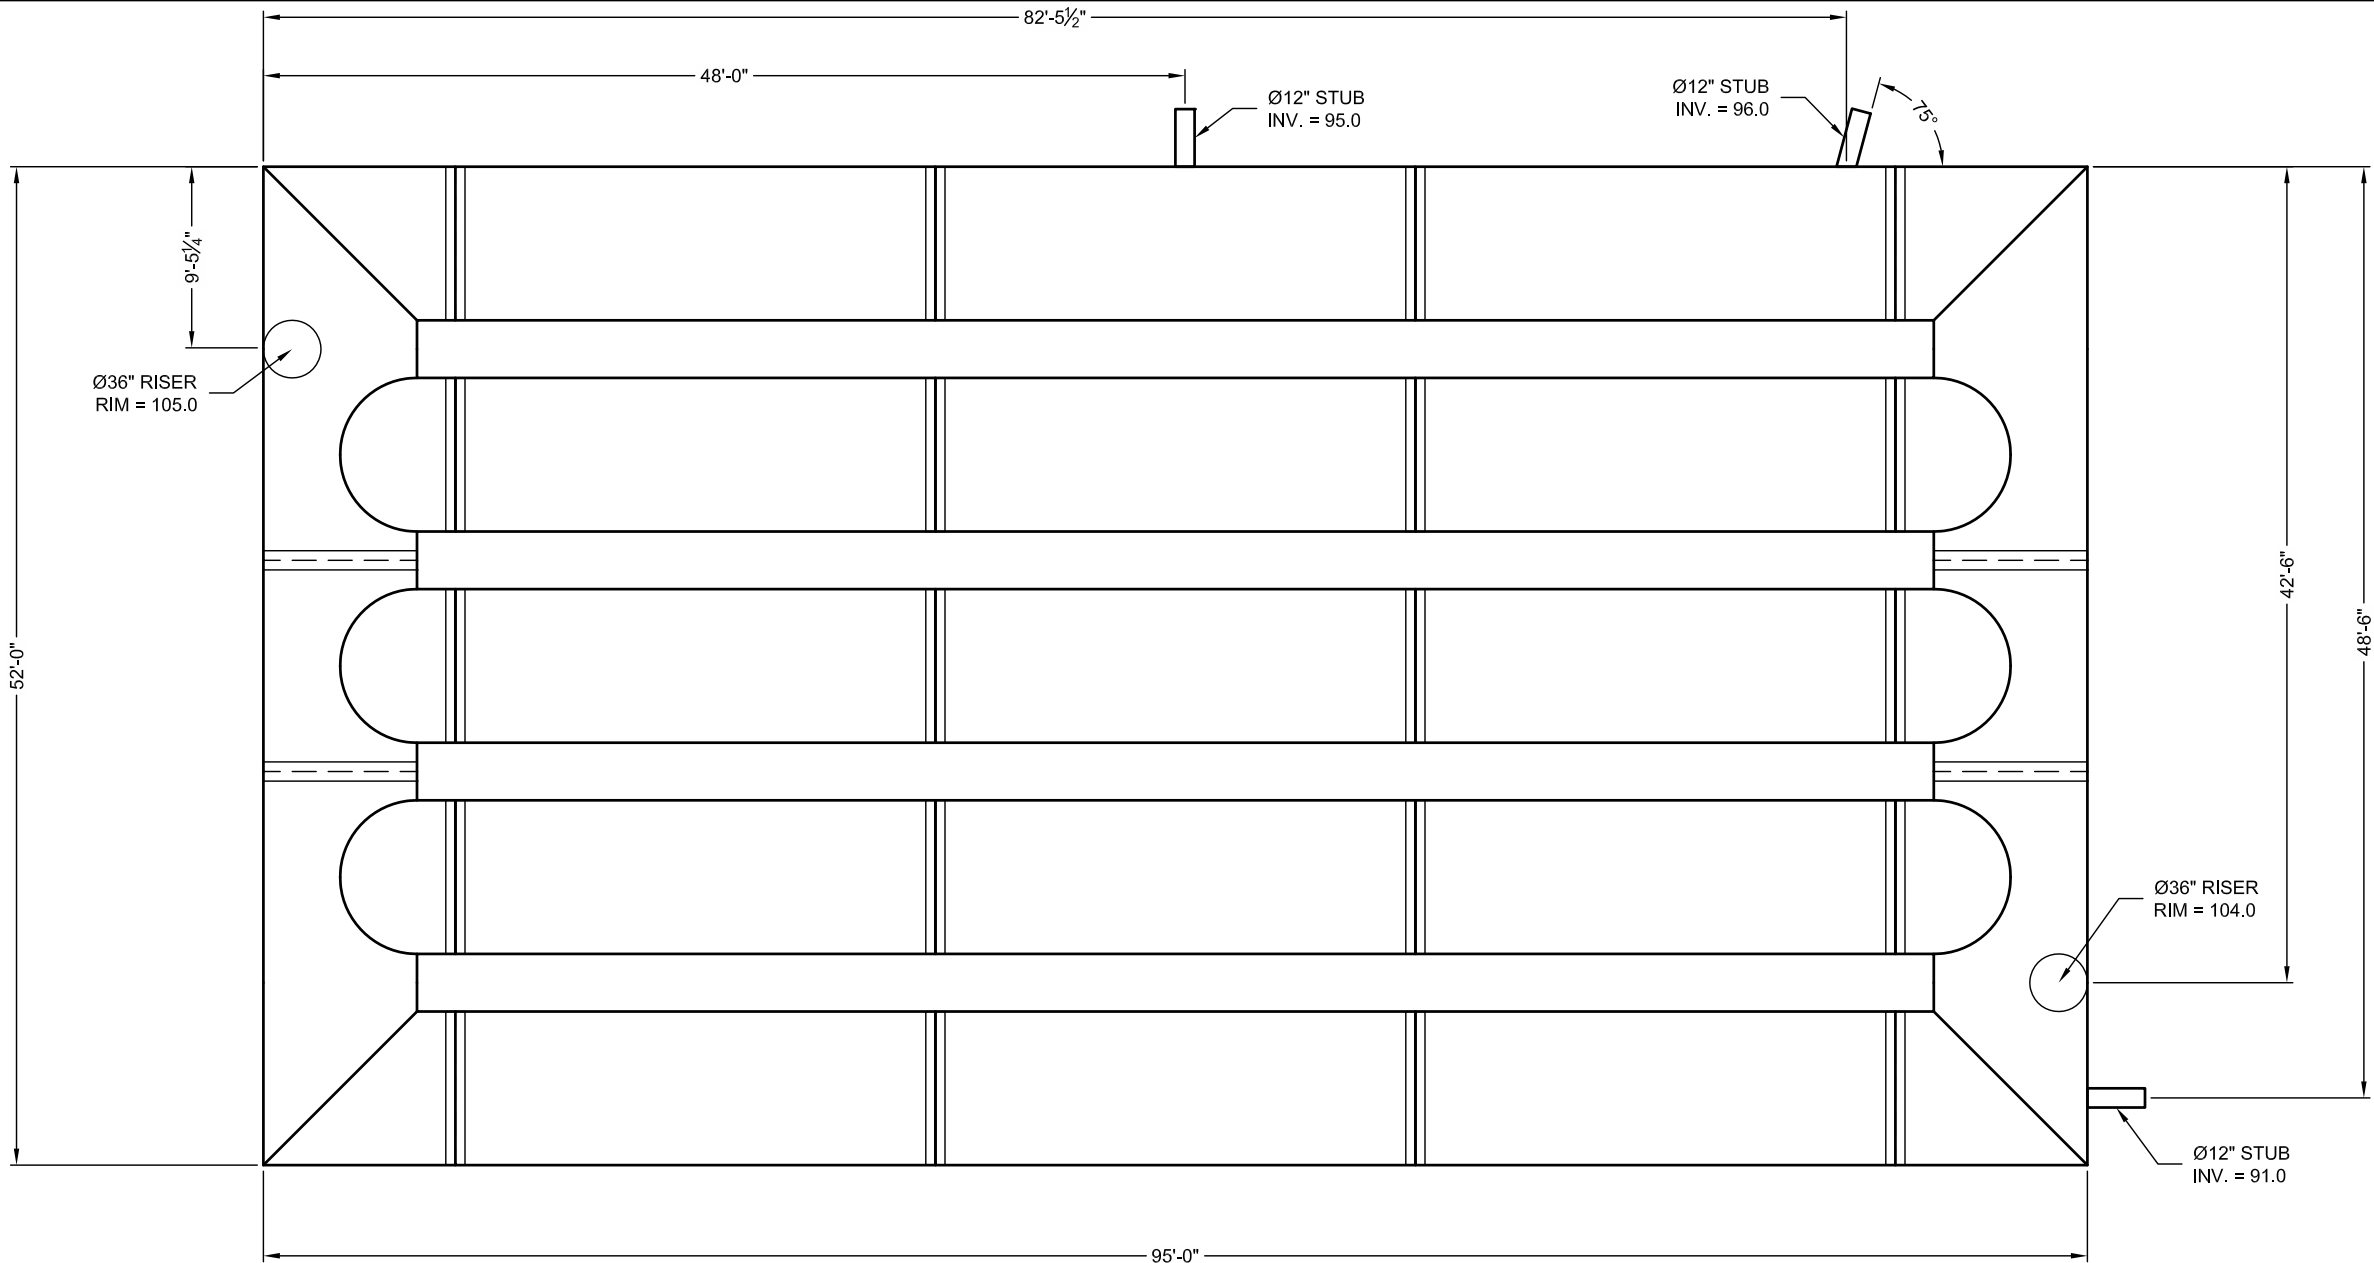 82'-5½"
48'-0"
Ø12" STUB
INV. = 95.0
Ø12" STUB
INV. = 96.0
75°
9'-5¼"
Ø36" RISER
RIM = 105.0
52'-0"
42'-6"
48'-6"
Ø36" RISER
RIM = 104.0
Ø12" STUB
INV. = 91.0
95'-0"